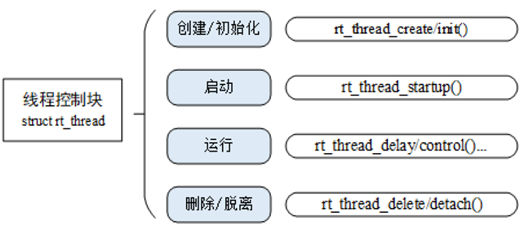 创建/初始化
rt_thread_create/init()
启动
rt_thread_startup()
线程控制块
struct rt_thread
运行
rt_thread_delay/control()...
删除/脱离
rt_thread_delete/detach()